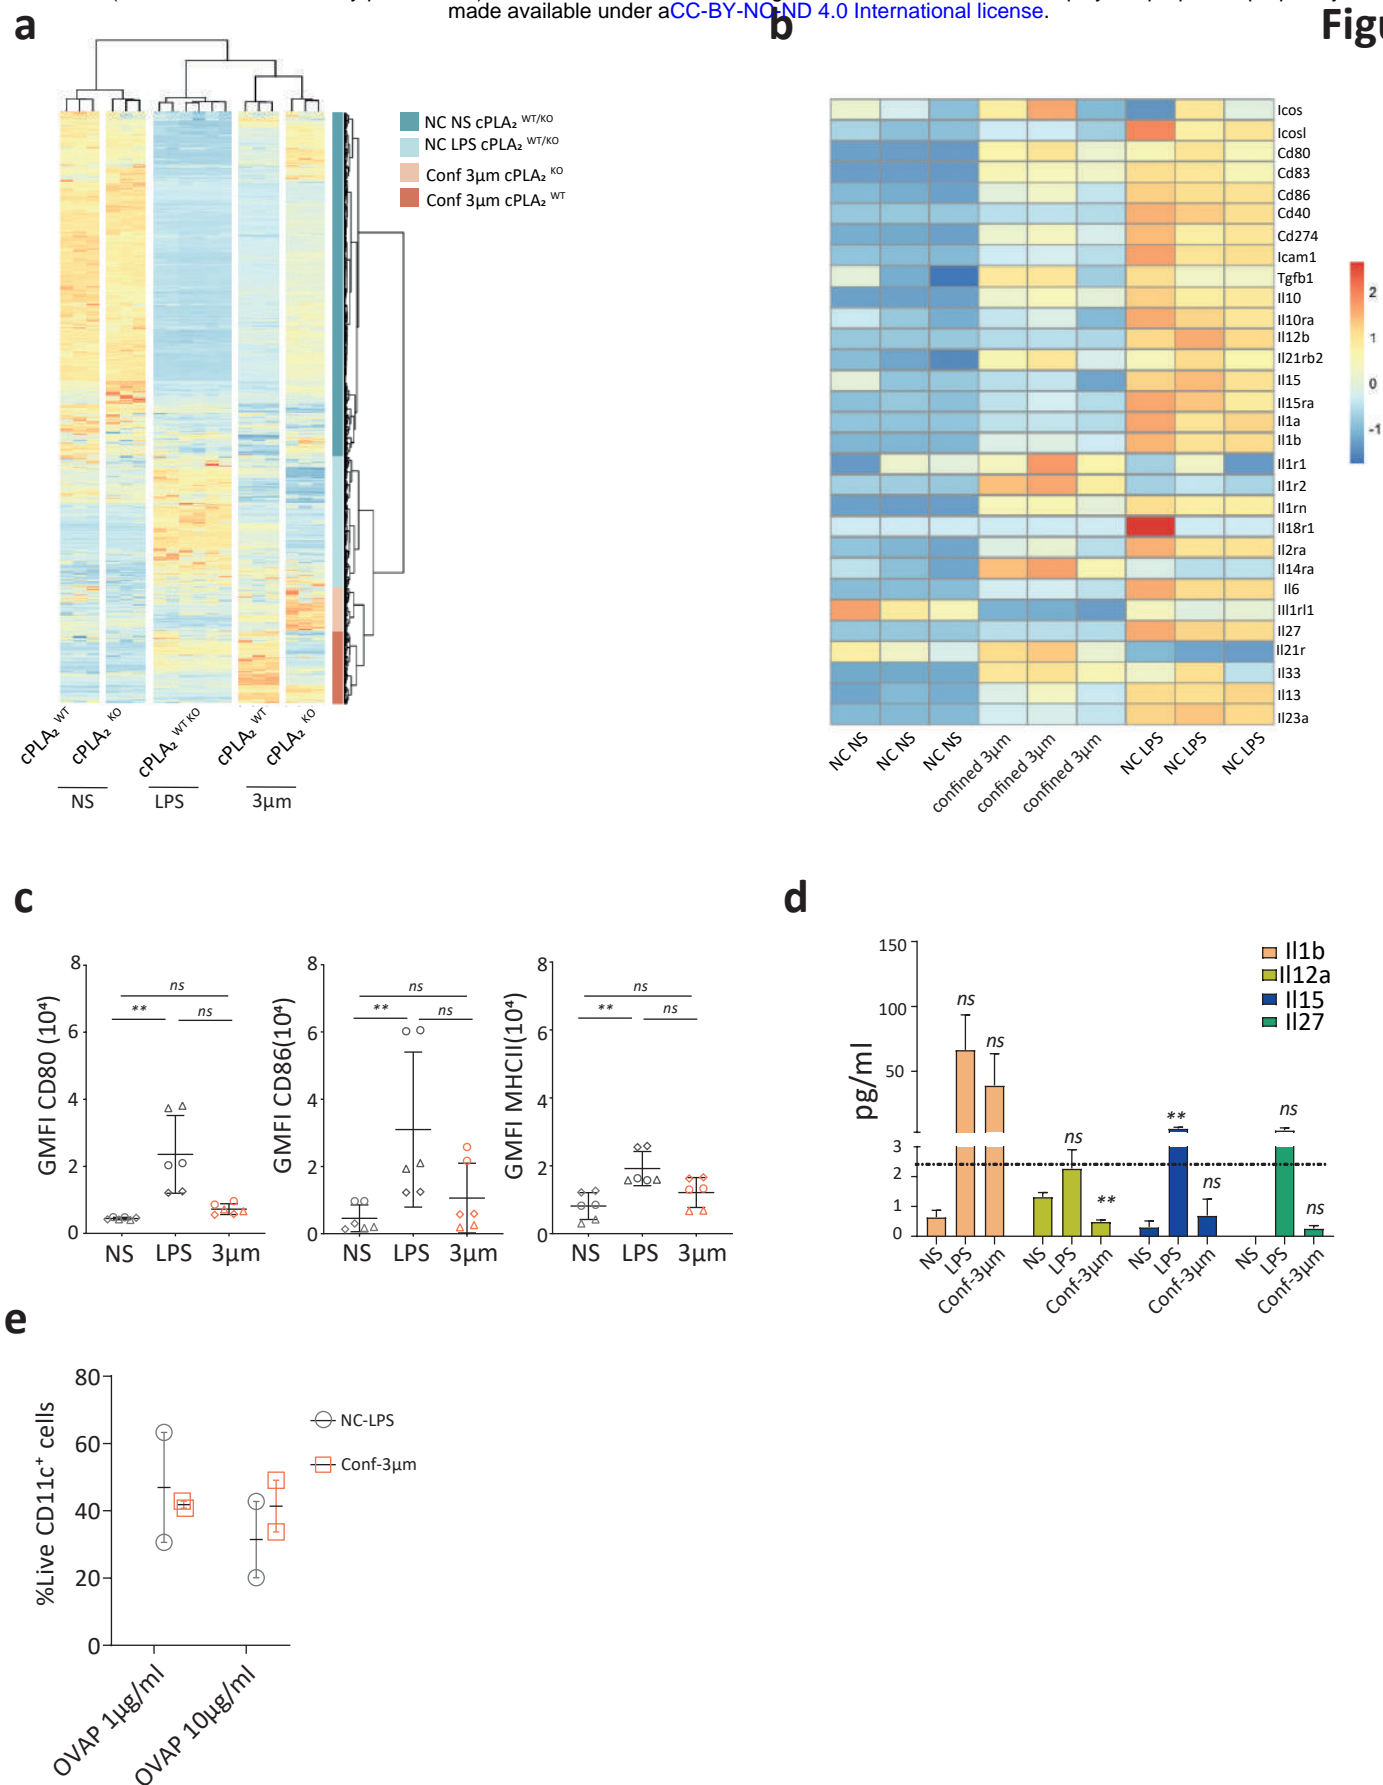 made available under aCC-BY-NC-ND 4.0 International license.
a
b
NC NS cPLA₂ WT/KO
NC LPS cPLA₂ WT/KO
Conf 3µm cPLA₂ KO
Conf 3µm cPLA₂ WT
cPLA₂ WT
cPLA₂ KO
cPLA₂ WT KO
cPLA₂ WT
cPLA₂ KO
NS
LPS
3µm
Icos
Icosl
Cd80
Cd83
Cd86
Cd40
Cd274
Icam1
Tgfb1
Il10
Il10ra
Il12b
Il21rb2
Il15
Il15ra
Il1a
Il1b
Il1r1
Il1r2
Il1rn
Il18r1
Il2ra
Il14ra
Il6
Ill1rl1
Il27
Il21r
Il33
Il13
Il23a
2
1
0
-1
NC NS
NC NS
NC NS
confined 3µm
confined 3µm
confined 3µm
NC LPS
NC LPS
NC LPS
c
GMFI CD80 (10⁴)
8
6
4
2
0
ns
**
ns
NS LPS 3µm
GMFI CD86(10⁴)
8
6
4
2
0
ns
**
ns
NS LPS 3µm
GMFI MHCII(10⁴)
8
6
4
2
0
ns
**
ns
NS LPS 3µm
d
pg/ml
150
100
50
3
2
1
0
Il1b
Il12a
Il15
Il27
ns
ns
ns
**
**
ns
ns
ns
NS
LPS
Conf-3µm
NS
LPS
Conf-3µm
NS
LPS
Conf-3µm
NS
LPS
Conf-3µm
e
%Live CD11c⁺ cells
80
60
40
20
0
NC-LPS
Conf-3µm
OVAP 1µg/ml
OVAP 10µg/ml